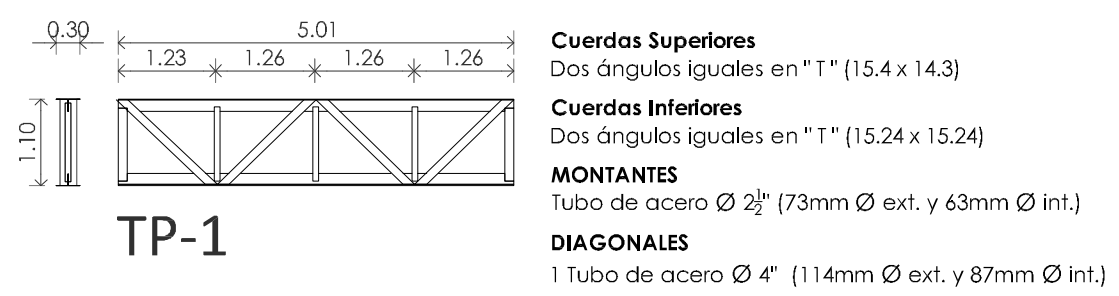 0.30
5.01
1.23 1.26 1.26 1.26
1.10
TP-1
Cuerdas Superiores
Dos ángulos iguales en " T " (15.4 x 14.3)
Cuerdas Inferiores
Dos ángulos iguales en " T " (15.24 x 15.24)
MONTANTES
Tubo de acero Ø 2½" (73mm Ø ext. y 63mm Ø int.)
DIAGONALES
1 Tubo de acero Ø 4" (114mm Ø ext. y 87mm Ø int.)